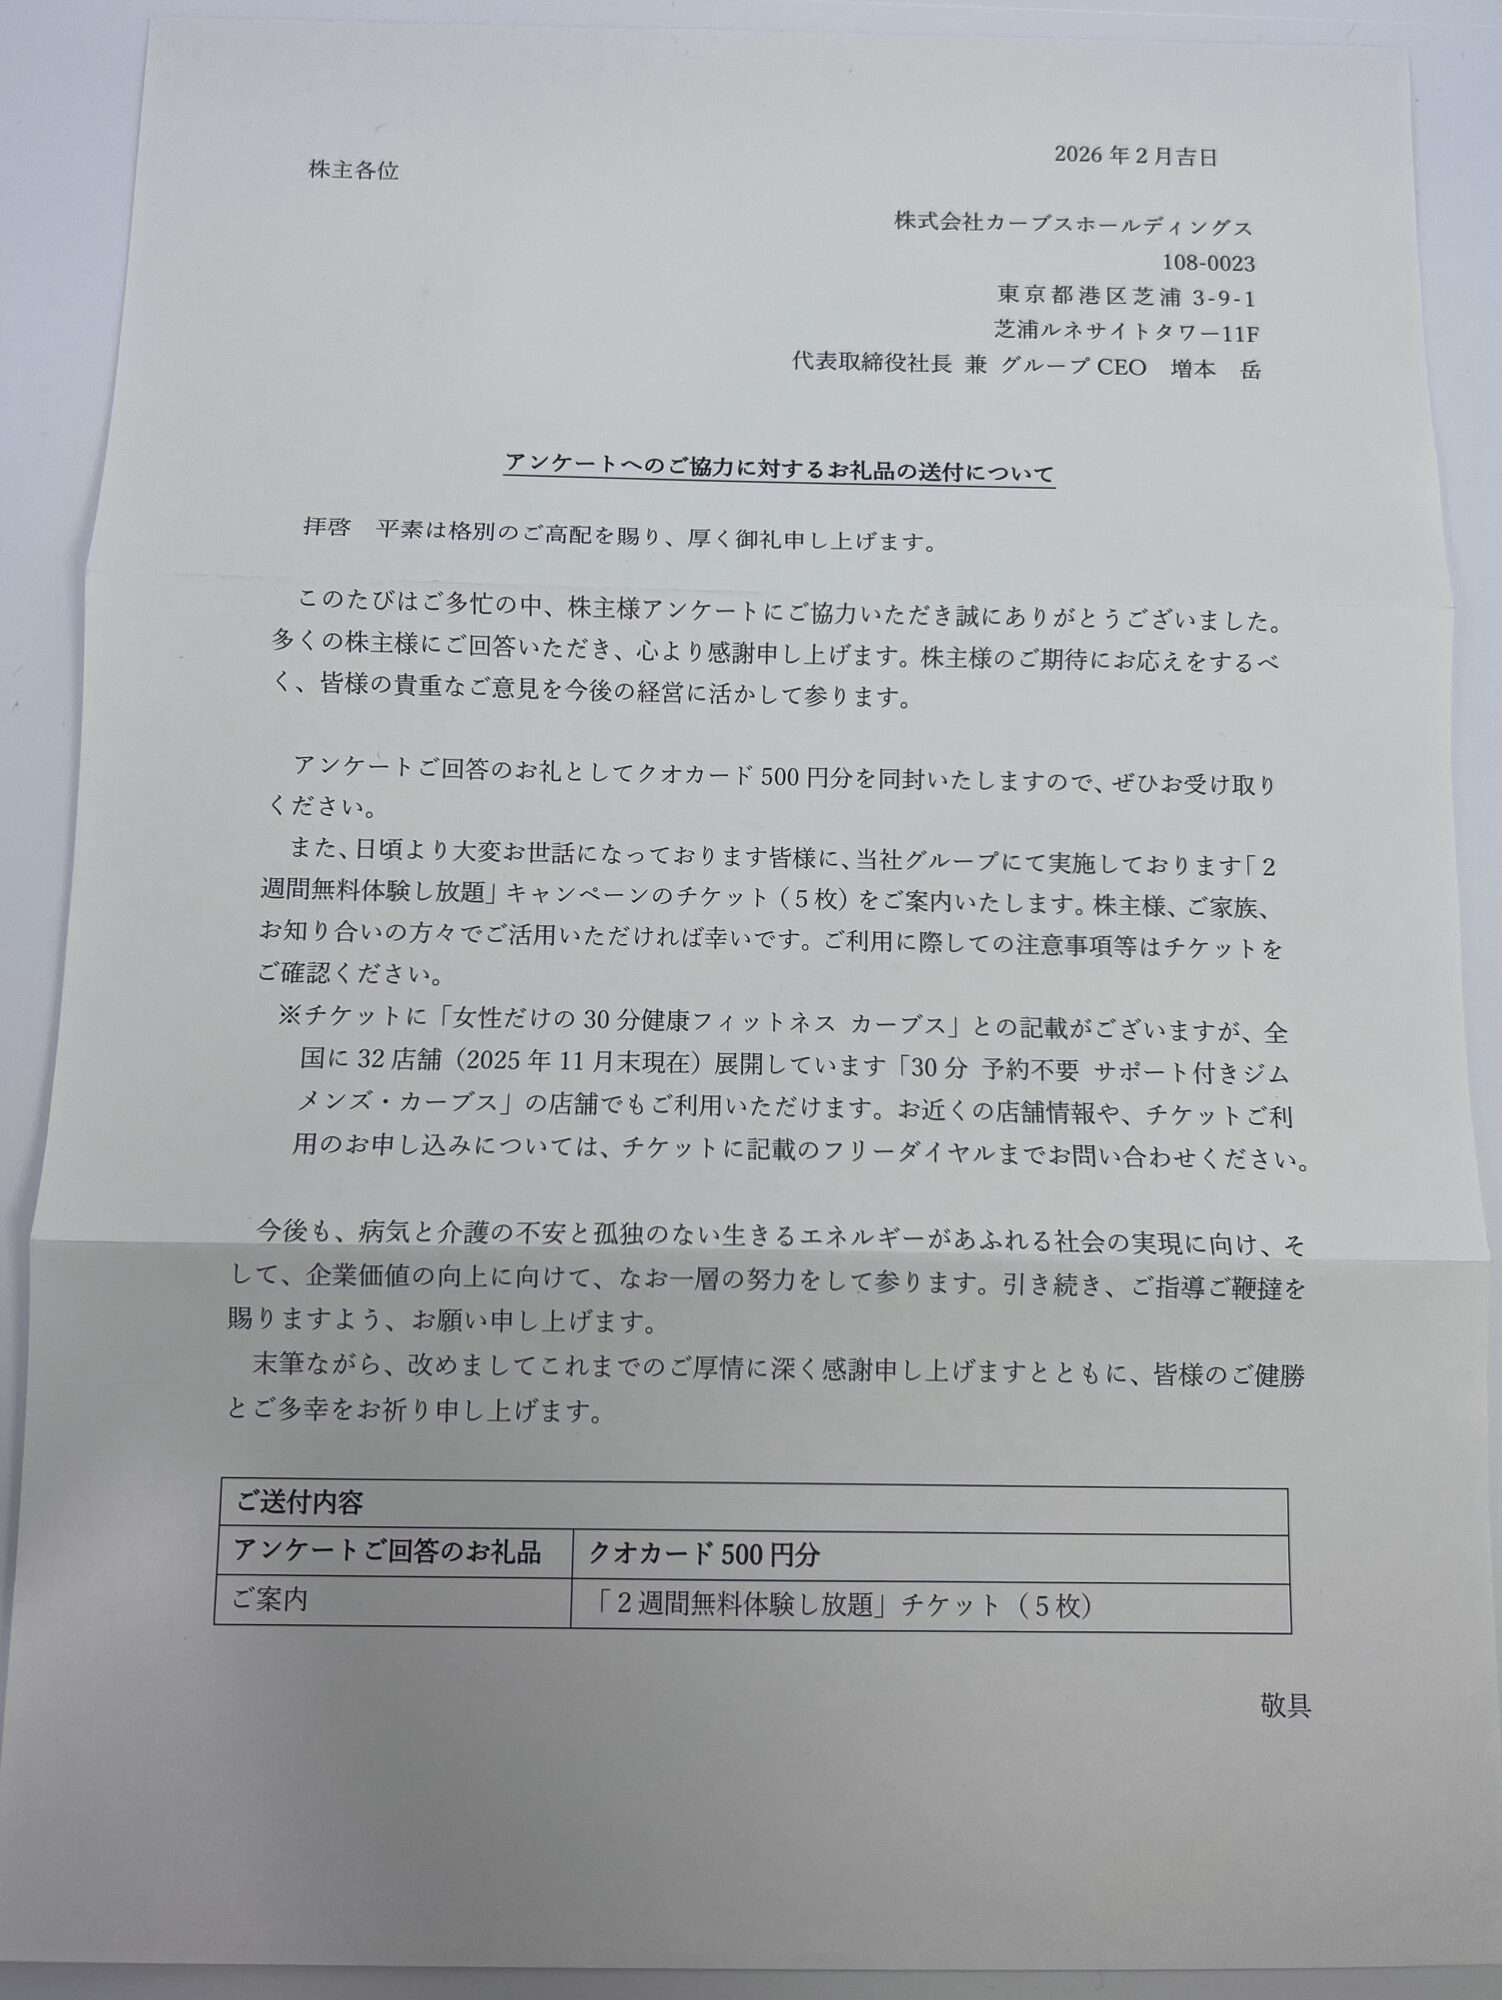 2026 年 2 月吉日
株主各位
株式会社カーブスホールディングス
108-0023
東京都港区芝浦 3-9-1
芝浦ルネサイトタワー11F
代表取締役社長 兼 グループ CEO　増本　岳
アンケートへのご協力に対するお礼品の送付について
拝啓　平素は格別のご高配を賜り、厚く御礼申し上げます。
このたびはご多忙の中、株主様アンケートにご協力いただき誠にありがとうございました。
多くの株主様にご回答いただき、心より感謝申し上げます。株主様のご期待にお応えをするべ
く、皆様の貴重なご意見を今後の経営に活かして参ります。
アンケートご回答のお礼としてクオカード 500 円分を同封いたしますので、ぜひお受け取り
ください。
また、日頃より大変お世話になっております皆様に、当社グループにて実施しております「２
週間無料体験し放題」キャンペーンのチケット（５枚）をご案内いたします。株主様、ご家族、
お知り合いの方々でご活用いただければ幸いです。ご利用に際しての注意事項等はチケットを
ご確認ください。
※チケットに「女性だけの 30 分健康フィットネス カーブス」との記載がございますが、全
国に 32 店舗（2025 年 11 月末現在）展開しています「30 分 予約不要 サポート付きジム
メンズ・カーブス」の店舗でもご利用いただけます。お近くの店舗情報や、チケットご利
用のお申し込みについては、チケットに記載のフリーダイヤルまでお問い合わせください。
今後も、病気と介護の不安と孤独のない生きるエネルギーがあふれる社会の実現に向け、そ
して、企業価値の向上に向けて、なお一層の努力をして参ります。引き続き、ご指導ご鞭撻を
賜りますよう、お願い申し上げます。
末筆ながら、改めましてこれまでのご厚情に深く感謝申し上げますとともに、皆様のご健勝
とご多幸をお祈り申し上げます。
ご送付内容
アンケートご回答のお礼品　クオカード 500 円分
ご案内　「２週間無料体験し放題」チケット（５枚）
敬具